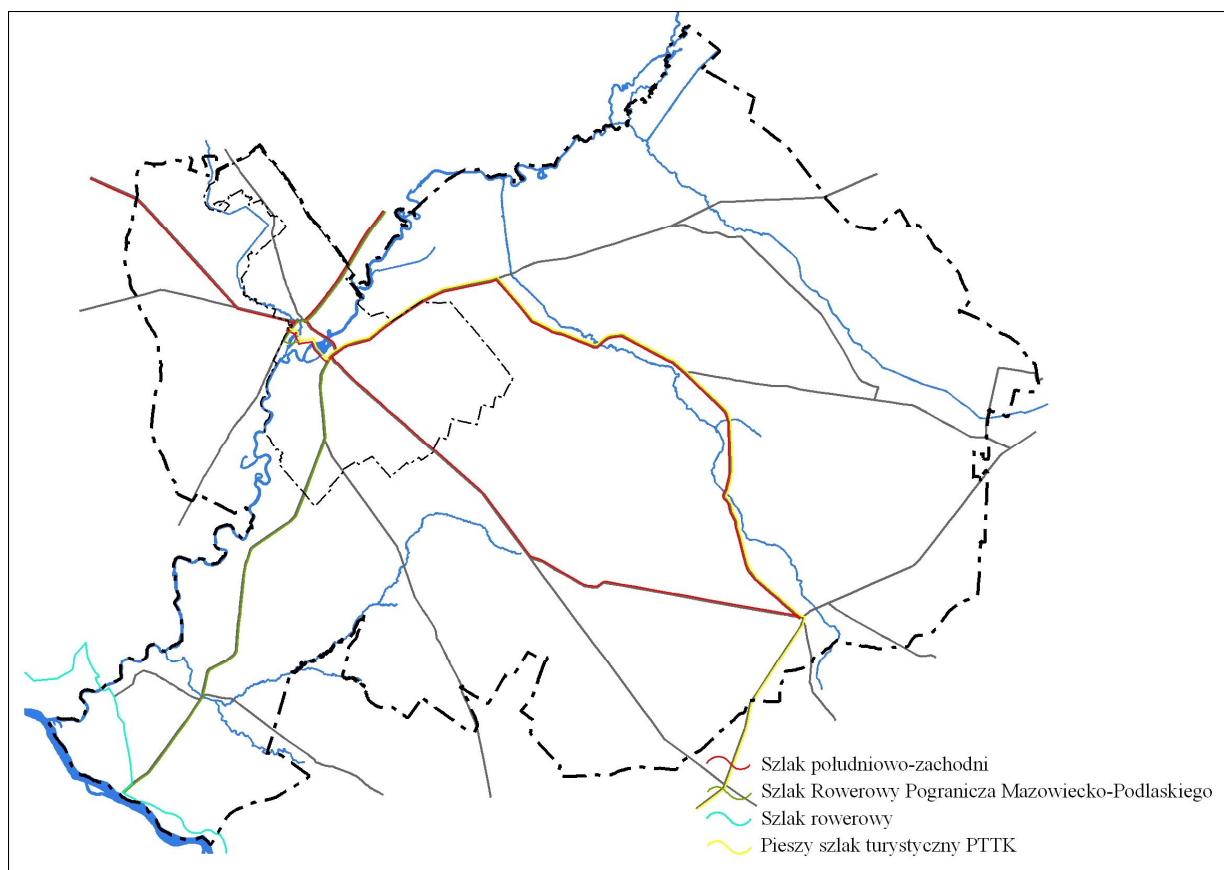 Szlak południowo-zachodni
Szlak Rowerowy Pogranicza Mazowiecko-Podlaskiego
Szlak rowerowy
Pieszy szlak turystyczny PTTK